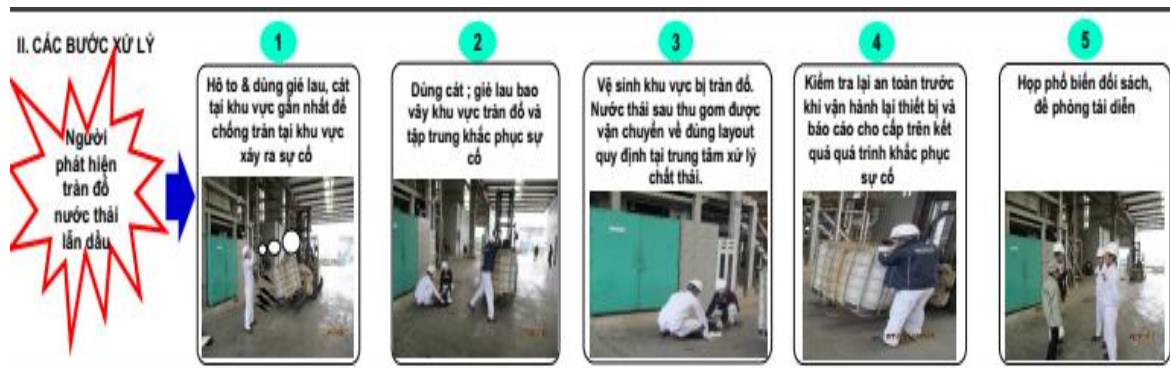 II. CÁC BƯỚC XỬ LÝ
Người
phát hiện
tràn đổ
nước thải
lẫn dầu
1
Hô to & dùng giẻ lau, cát
tại khu vực gần nhất để
chống tràn tại khu vực
xảy ra sự cố
2
Dùng cát ; giẻ lau bao
vây khu vực tràn đổ và
tập trung khắc phục sự
cố
3
Vệ sinh khu vực bị tràn đổ.
Nước thải sau thu gom được
vận chuyển về đúng layout
quy định tại trung tâm xử lý
chất thải.
4
Kiểm tra lại an toàn trước
khi vận hành lại thiết bị và
báo cáo cho cấp trên kết
quả quá trình khắc phục
sự cố
5
Họp phổ biến đối sách,
đề phòng tái diễn